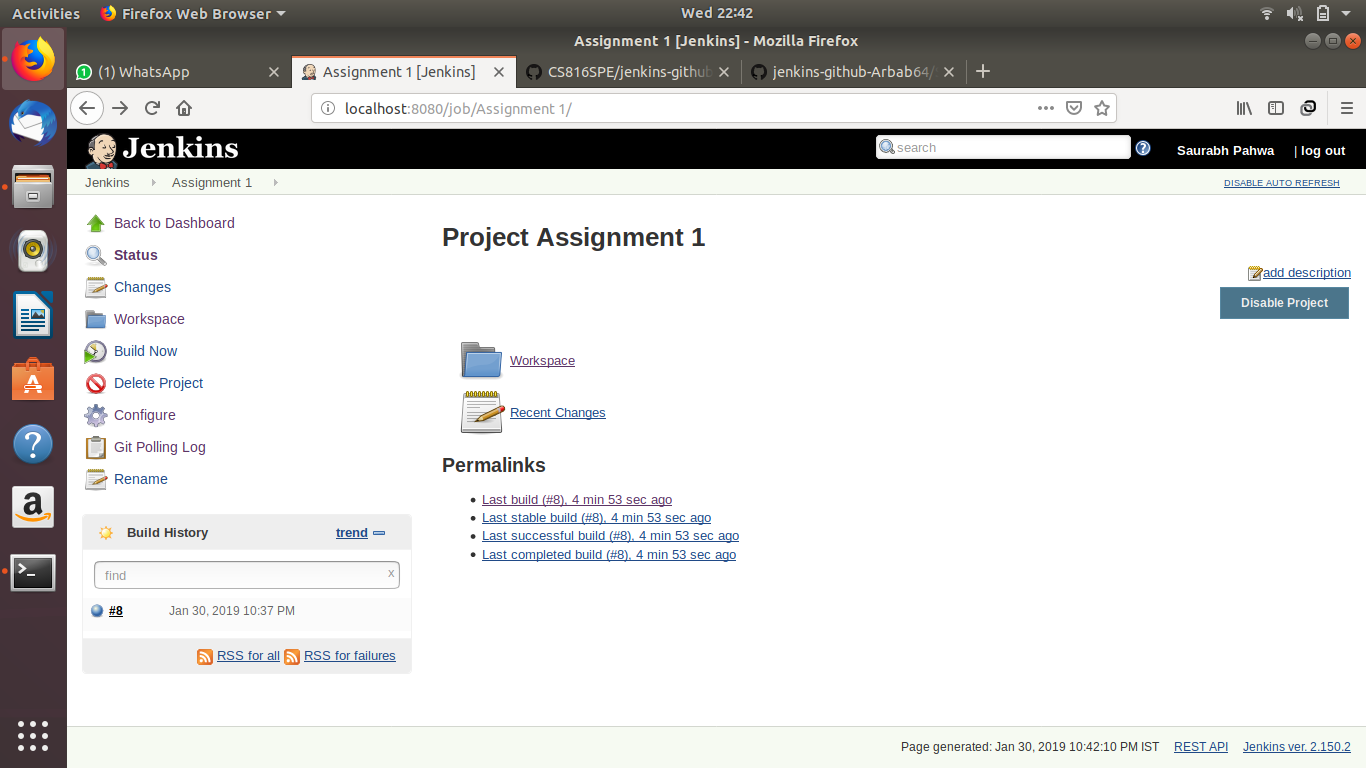 Activities Firefox Web Browser Wed 22:42
Assignment 1 [Jenkins] - Mozilla Firefox
(1) WhatsApp Assignment 1 [Jenkins] CS816SPE/jenkins-github jenkins-github-Arbab64/
localhost:8080/job/Assignment 1/
Jenkins search Saurabh Pahwa | log out
Jenkins Assignment 1 DISABLE AUTO REFRESH
Back to Dashboard
Status
Changes
Workspace
Build Now
Delete Project
Configure
Git Polling Log
Rename
Build History trend
find x
#8 Jan 30, 2019 10:37 PM
RSS for all RSS for failures
Project Assignment 1
add description
Disable Project
Workspace
Recent Changes
Permalinks
Last build (#8), 4 min 53 sec ago
Last stable build (#8), 4 min 53 sec ago
Last successful build (#8), 4 min 53 sec ago
Last completed build (#8), 4 min 53 sec ago
Page generated: Jan 30, 2019 10:42:10 PM IST REST API Jenkins ver. 2.150.2